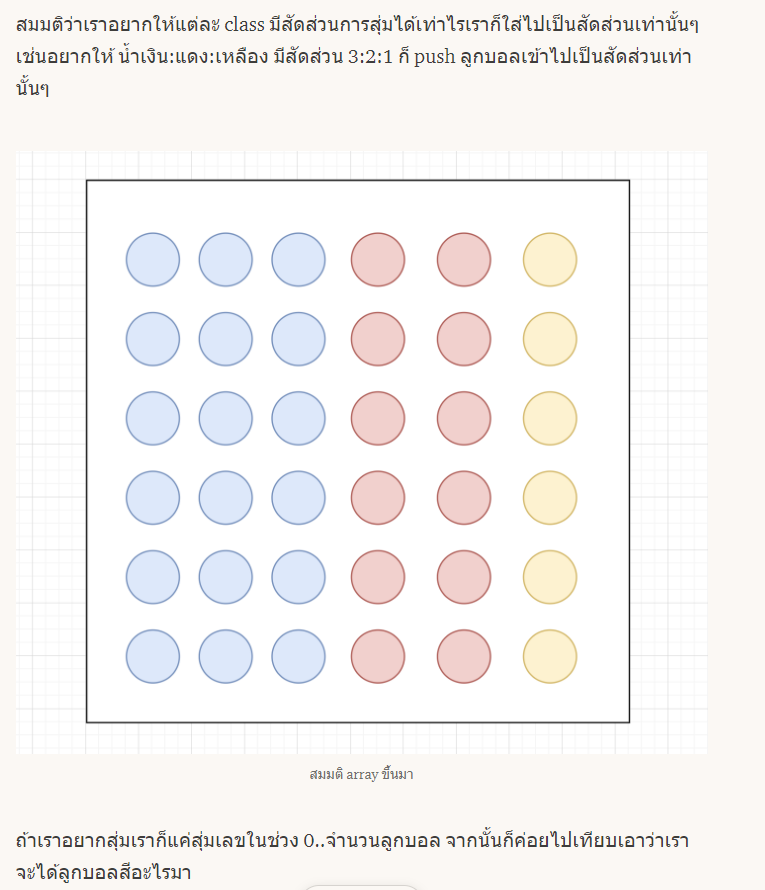 สมมติว่าเราอยากให้แต่ละ class มีสัดส่วนการสุ่มได้เท่าไรเราก็ใส่ไปเป็นสัดส่วนเท่านั้นๆ
เช่นอยากให้ น้ำเงิน:แดง:เหลือง มีสัดส่วน 3:2:1 ก็ push ลูกบอลเข้าไปเป็นสัดส่วนเท่า
นั้นๆ
สมมติ array ขึ้นมา
ถ้าเราอยากสุ่มเราก็แค่สุ่มเลขในช่วง 0..จำนวนลูกบอล จากนั้นก็ค่อยไปเทียบเอาว่าเรา
จะได้ลูกบอลสีอะไรมา